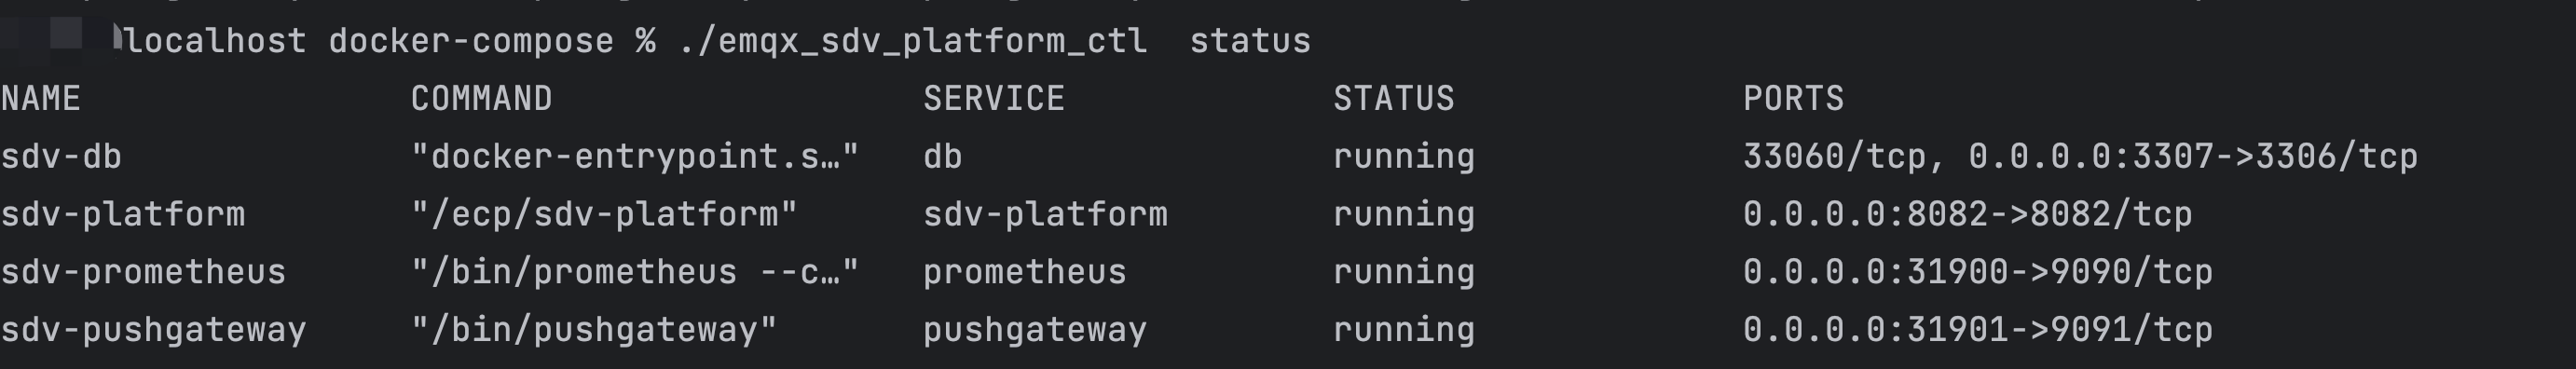 localhost docker-compose % ./emqx_sdv_platform_ctl  status
NAME                COMMAND                  SERVICE             STATUS              PORTS
sdv-db              "docker-entrypoint.s…"   db                  running             33060/tcp, 0.0.0.0:3307->3306/tcp
sdv-platform        "/ecp/sdv-platform"      sdv-platform        running             0.0.0.0:8082->8082/tcp
sdv-prometheus      "/bin/prometheus --c…"   prometheus          running             0.0.0.0:31900->9090/tcp
sdv-pushgateway     "/bin/pushgateway"       pushgateway         running             0.0.0.0:31901->9091/tcp